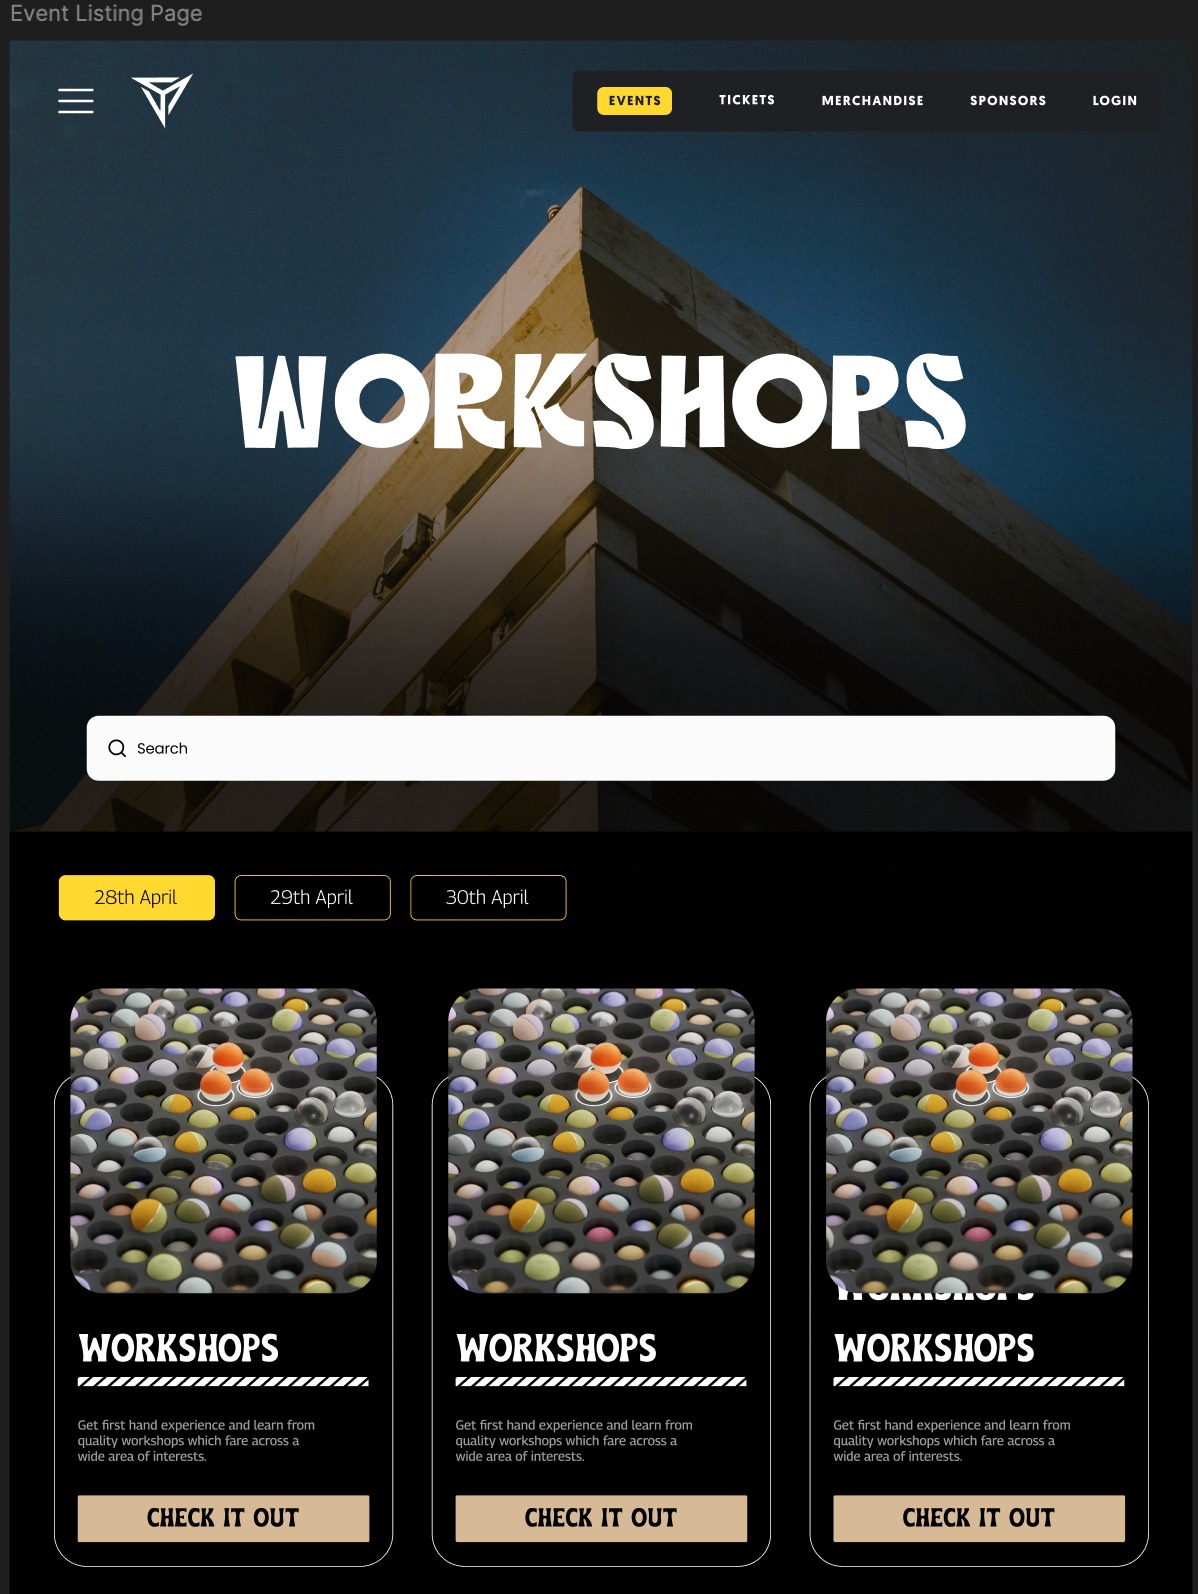 Event Listing Page
EVENTS
TICKETS
MERCHANDISE
SPONSORS
LOGIN
WORKSHOPS
Search
28th April
29th April
30th April
WORKSHOPS
Get first hand experience and learn from
quality workshops which fare across a
wide area of interests.
CHECK IT OUT
WORKSHOPS
Get first hand experience and learn from
quality workshops which fare across a
wide area of interests.
CHECK IT OUT
WORKSHOPS
WORKSHOPS
Get first hand experience and learn from
quality workshops which fare across a
wide area of interests.
CHECK IT OUT